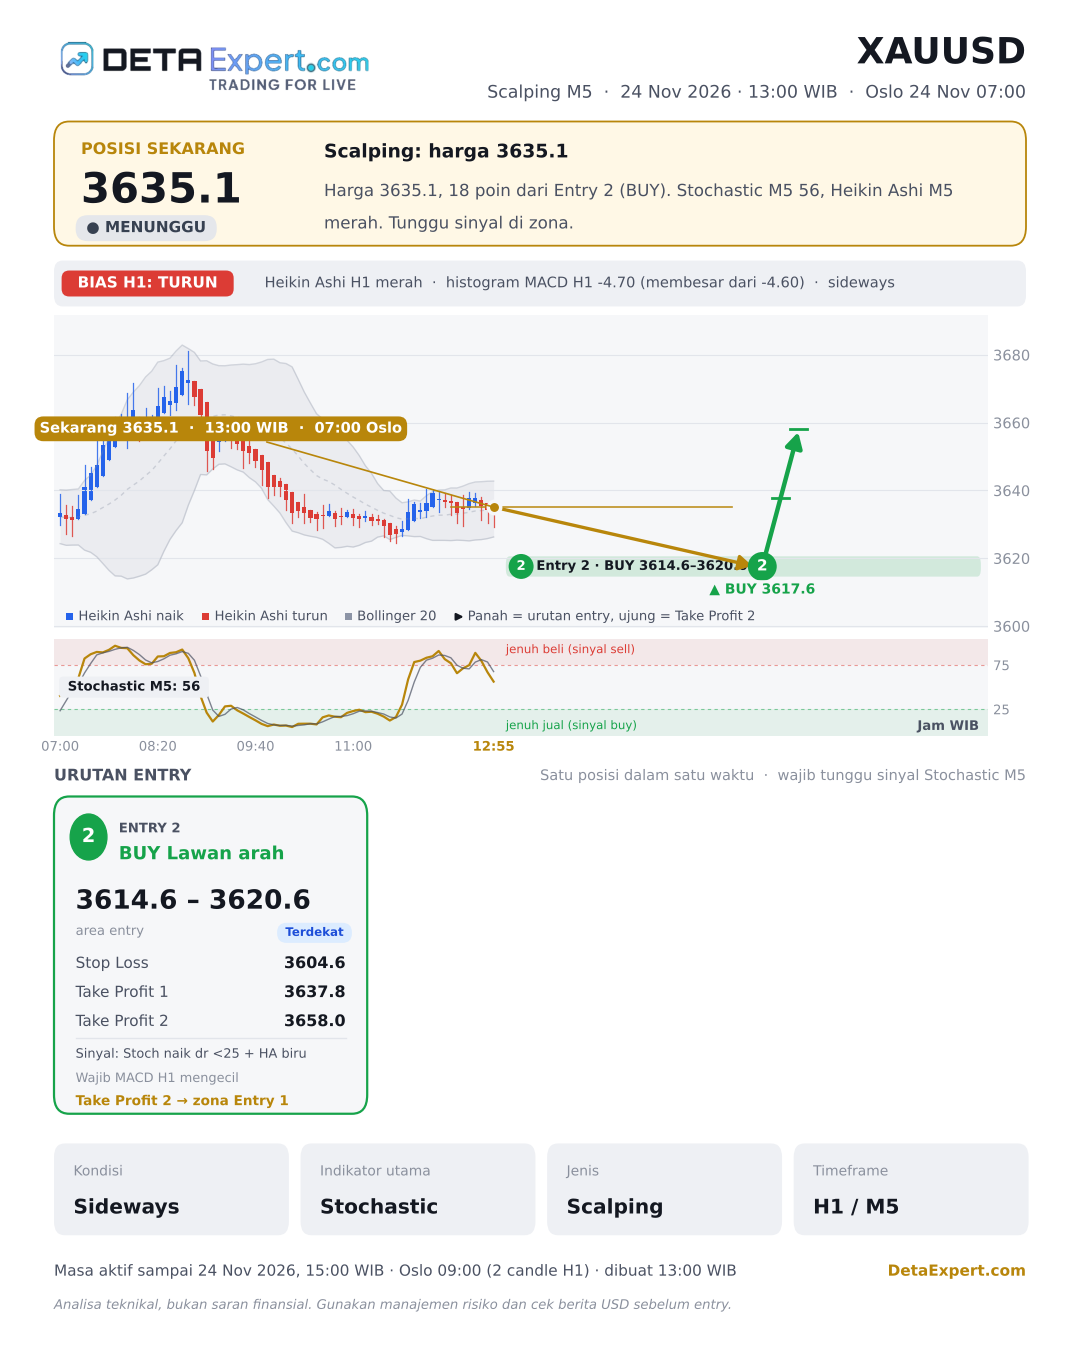 DETA Expert.com
TRADING FOR LIVE
XAUUSD
Scalping M5 · 24 Nov 2026 · 13:00 WIB · Oslo 24 Nov 07:00
POSISI SEKARANG
3635.1
● MENUNGGU
Scalping: harga 3635.1
Harga 3635.1, 18 poin dari Entry 2 (BUY). Stochastic M5 56, Heikin Ashi M5
merah. Tunggu sinyal di zona.
BIAS H1: TURUN
Heikin Ashi H1 merah · histogram MACD H1 -4.70 (membesar dari -4.60) · sideways
3680
3660
3640
3620
3600
Sekarang 3635.1 · 13:00 WIB · 07:00 Oslo
2 Entry 2 · BUY 3614.6–3620.
2
▲ BUY 3617.6
Heikin Ashi naik
Heikin Ashi turun
Bollinger 20
Panah = urutan entry, ujung = Take Profit 2
jenuh beli (sinyal sell)
75
Stochastic M5: 56
25
jenuh jual (sinyal buy)
Jam WIB
07:00 08:20 09:40 11:00 12:55
URUTAN ENTRY
Satu posisi dalam satu waktu · wajib tunggu sinyal Stochastic M5
2
ENTRY 2
BUY Lawan arah
3614.6 – 3620.6
area entry
Terdekat
Stop Loss 3604.6
Take Profit 1 3637.8
Take Profit 2 3658.0
Sinyal: Stoch naik dr <25 + HA biru
Wajib MACD H1 mengecil
Take Profit 2 → zona Entry 1
Kondisi
Sideways
Indikator utama
Stochastic
Jenis
Scalping
Timeframe
H1 / M5
Masa aktif sampai 24 Nov 2026, 15:00 WIB · Oslo 09:00 (2 candle H1) · dibuat 13:00 WIB
DetaExpert.com
Analisa teknikal, bukan saran finansial. Gunakan manajemen risiko dan cek berita USD sebelum entry.